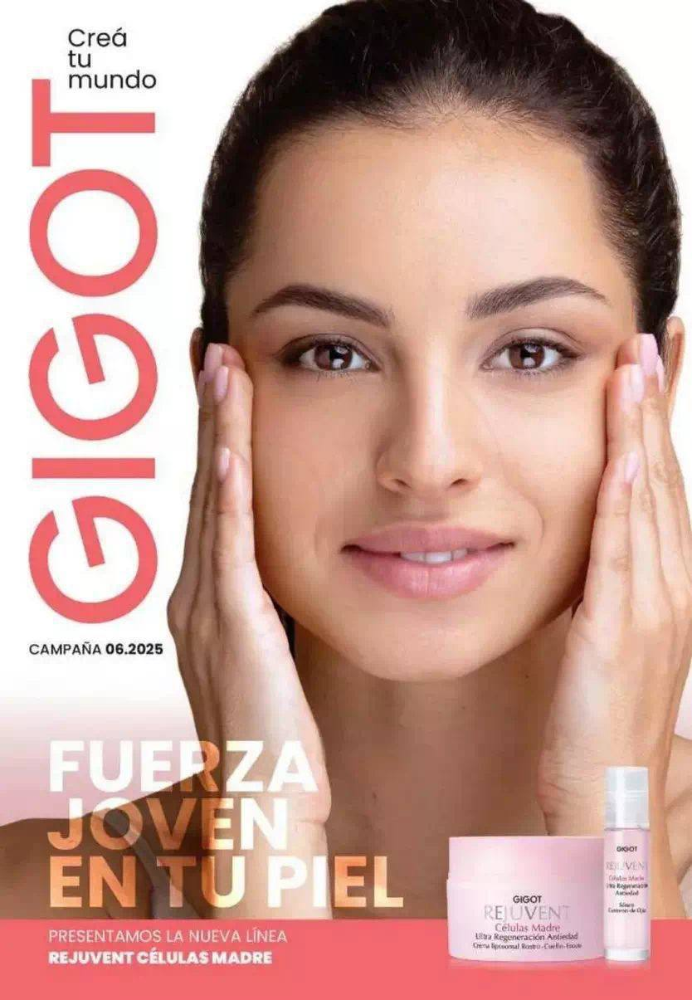 Creá
tu
mundo
GIGOT
CAMPAÑA 06.2025
FUERZA
JOVEN
EN TU PIEL
PRESENTAMOS LA NUEVA LÍNEA
REJUVENT CÉLULAS MADRE
GIGOT
REJUVENT
Células Madre
Ultra Regeneración Antiedad
Crema liposomal Rostro - Cuello - Escote
GIGOT
REJUVENT
Células Madre
Ultra Regeneración
Antiedad
Sérum
Contorno de Ojos